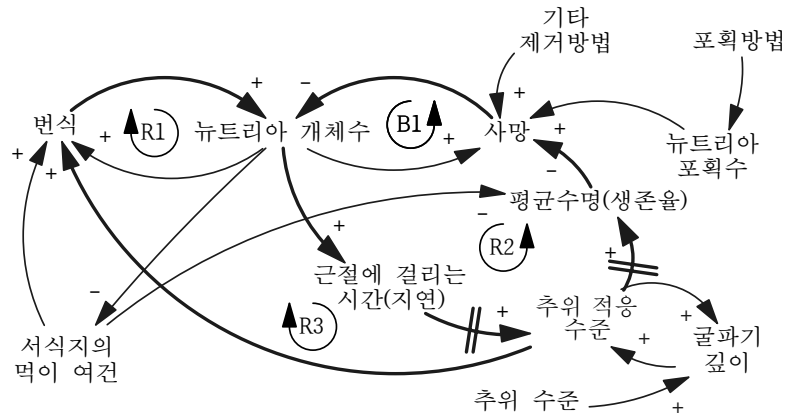 기타
제거방법
포획방법
+
–
번식
R1
뉴트리아 개체수
B1
+
사망
+
뉴트리아
포획수
+
+
+
+
–
평균수명(생존율)
–
R2
+
근절에 걸리는
시간(지연)
+
–
R3
+
추위 적응
수준
+
굴파기
깊이
+
서식지의
먹이 여건
추위 수준
+